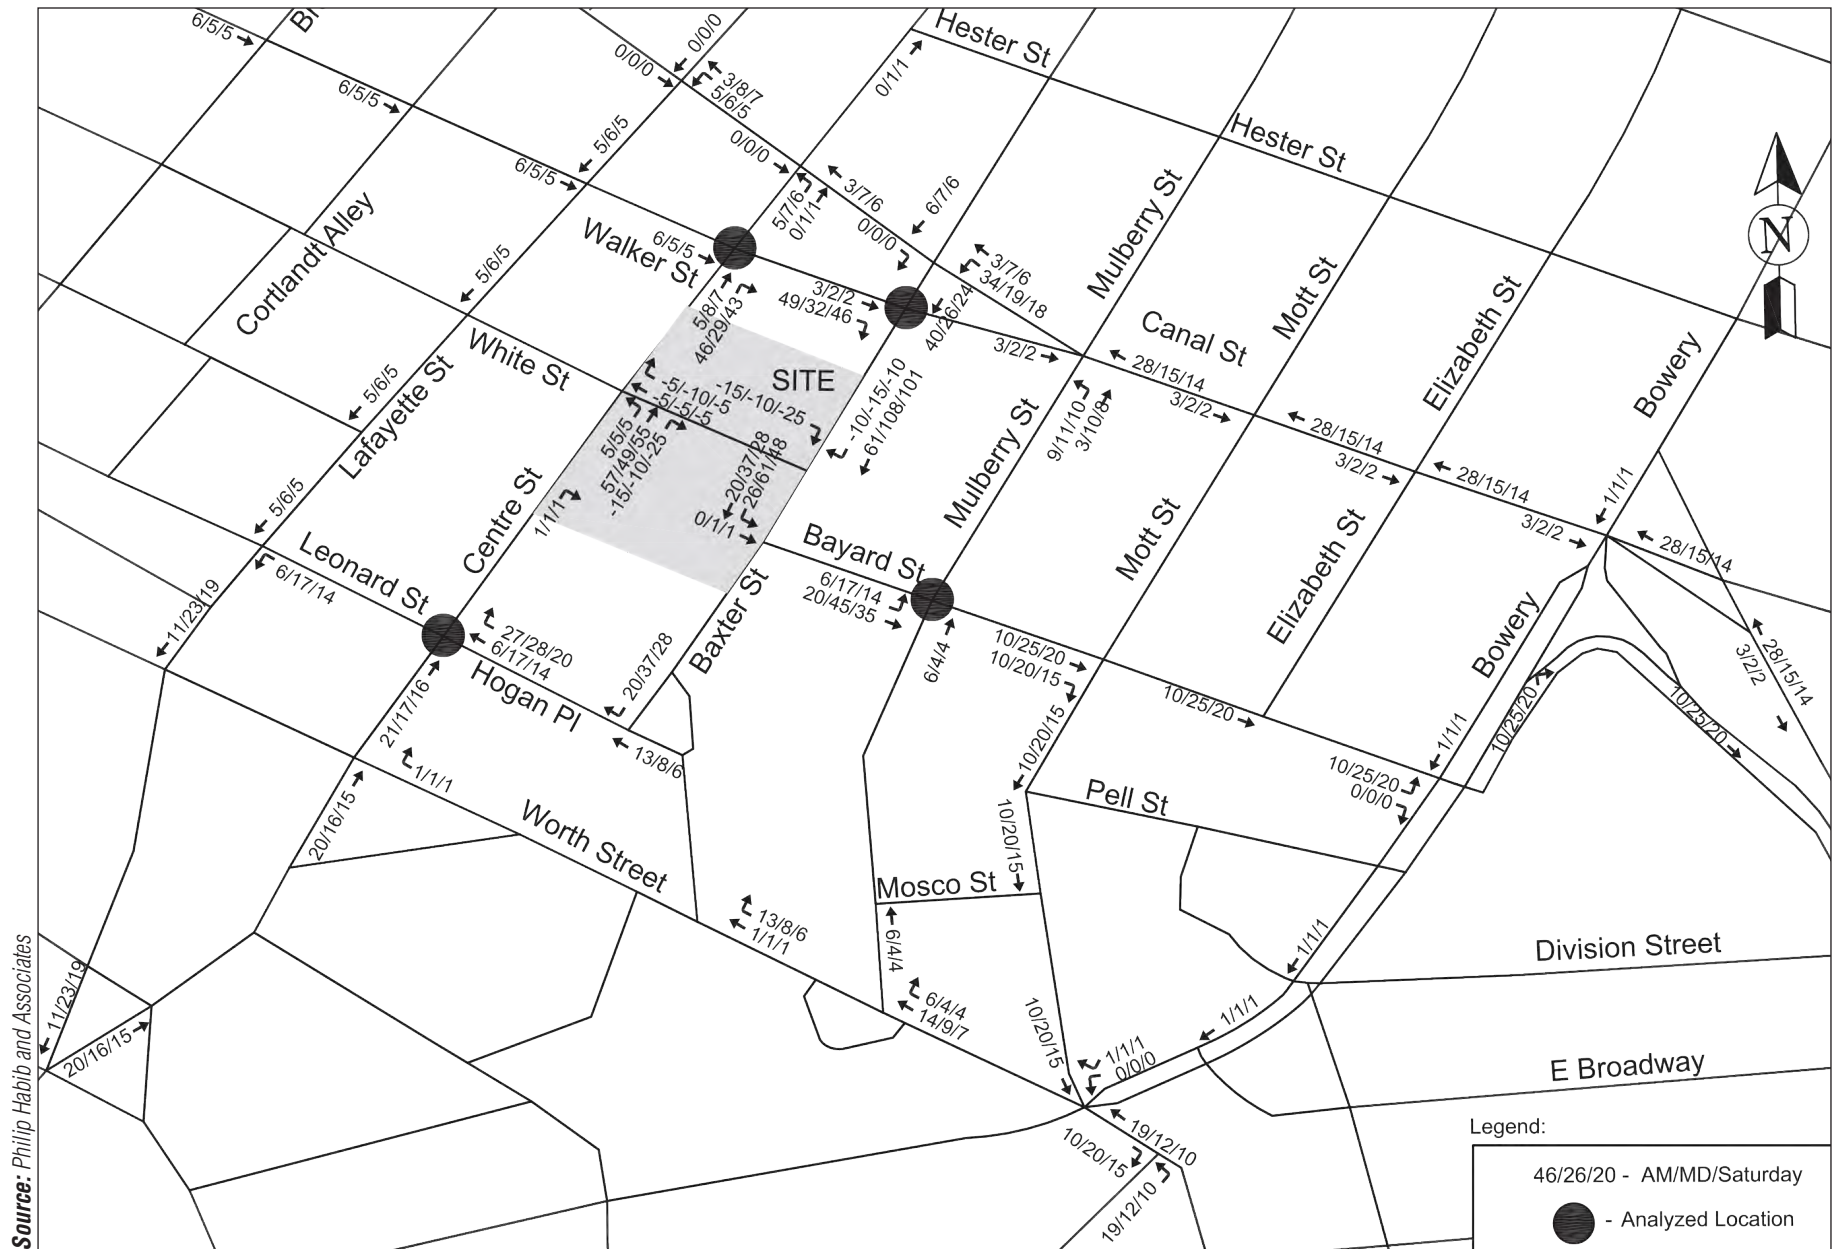 6/5/5
Br
0/0/0
0/0/0
3/8/7
5/6/5
0/1/1
Hester St
Hester St
6/5/5
6/5/5
5/6/5
0/0/0
5/7/6
0/1/1
3/7/6
0/0/0
6/7/6
3/7/6
34/19/18
40/26/24
Cortlandt Alley
5/6/5
Walker St
6/5/5
3/2/2
49/32/46
5/8/7
46/29/43
3/2/2
Mulberry St
Mott St
Elizabeth St
Bowery
Canal St
N
28/15/14
3/2/2
28/15/14
3/2/2
28/15/14
3/2/2
1/1/1
28/15/14
Lafayette St
5/6/5
White St
SITE
-5/-10/-5
-5/-5/-5
-15/-10/-25
-10/-15/-10
61/108/101
5/5/5
57/49/55
-15/-10/-25
20/37/28
26/61/48
0/1/1
1/1/1
9/11/10
3/10/8
Mulberry St
Mott St
Elizabeth St
Bowery
5/6/5
Leonard St
Centre St
6/17/14
11/23/19
Bayard St
6/17/14
20/45/35
6/4/4
10/25/20
10/20/15
10/25/20
10/20/15
27/28/20
6/17/14
Hogan Pl
20/37/28
Baxter St
13/8/6
21/17/16
1/1/1
20/16/15
Worth Street
1/1/1
10/25/20
0/0/0
10/25/20
10/25/20
28/15/14
3/2/2
Pell St
10/20/15
Mosco St
13/8/6
1/1/1
6/4/4
6/4/4
14/9/7
10/20/15
1/1/1
0/0/0
1/1/1
1/1/1
Division Street
E Broadway
11/23/19
20/16/15
19/12/10
10/20/15
19/12/10
Legend:
46/26/20 - AM/MD/Saturday
- Analyzed Location
Source: Philip Habib and Associates